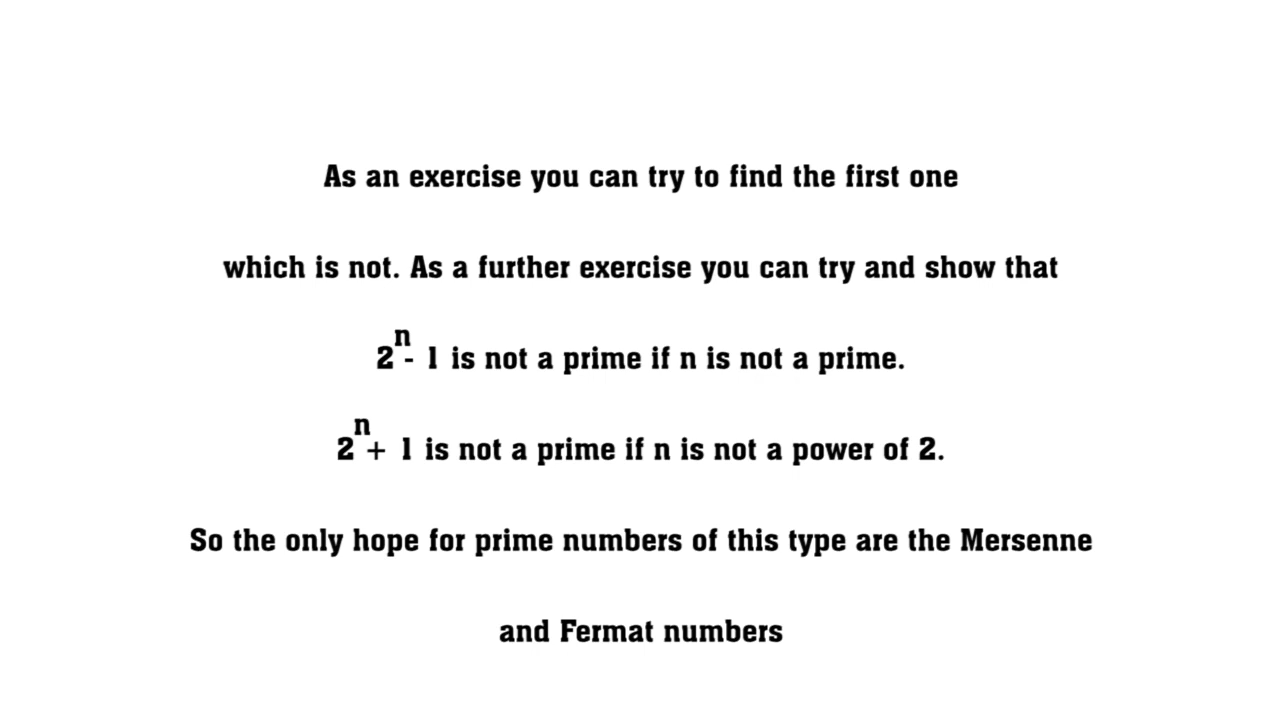 As an exercise you can try to find the first one
which is not. As a further exercise you can try and show that
2ⁿ- 1 is not a prime if n is not a prime.
2ⁿ+ 1 is not a prime if n is not a power of 2.
So the only hope for prime numbers of this type are the Mersenne
and Fermat numbers